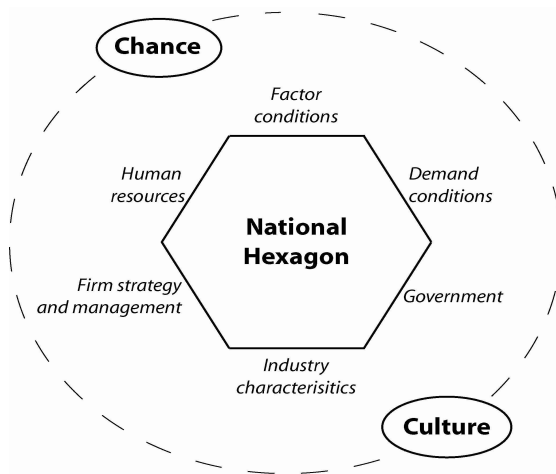 Chance
Factor
conditions
Human
resources
Demand
conditions
National
Hexagon
Firm strategy
and management
Government
Industry
characterisitics
Culture